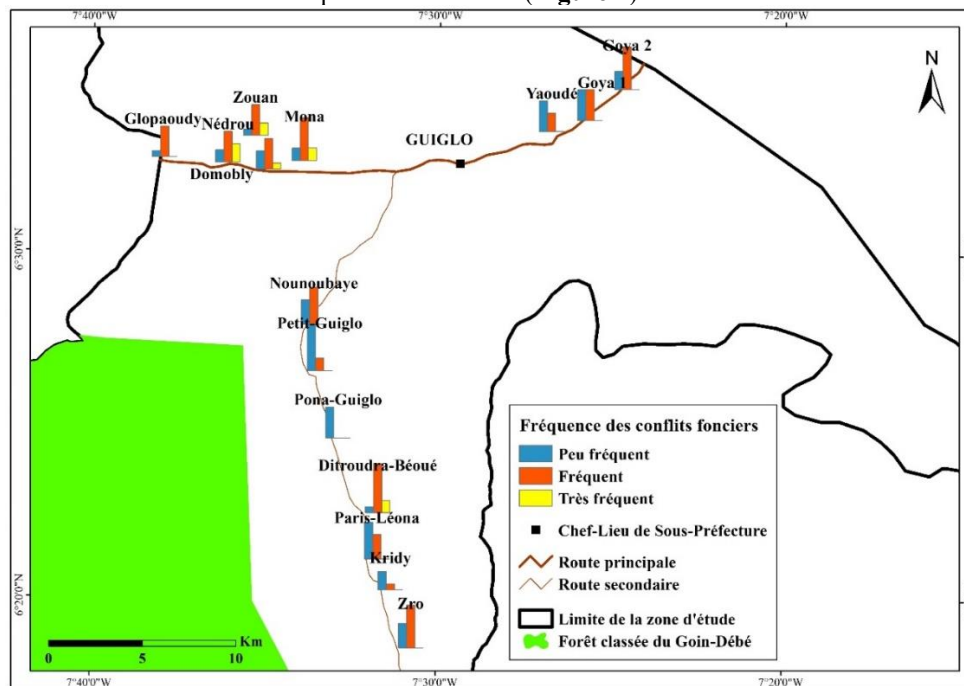 7°40'0"W 7°30'0"W 7°20'0"W
N
Goya 2
Zouan
Mona
Yaoudé
Goya 1
Glopaoudy
Nédrou
GUIGLO
Domobly
6°30'0"N
Nounoubaye
Petit-Guiglo
Pona-Guiglo
Ditroudra-Béoué
Paris-Léona
Kridy
Zro
6°20'0"N
Fréquence des conflits fonciers
Peu fréquent
Fréquent
Très fréquent
Chef-Lieu de Sous-Préfecture
Route principale
Route secondaire
Limite de la zone d'étude
Forêt classée du Goin-Débé
Km
0 5 10
7°40'0"W 7°30'0"W 7°20'0"W